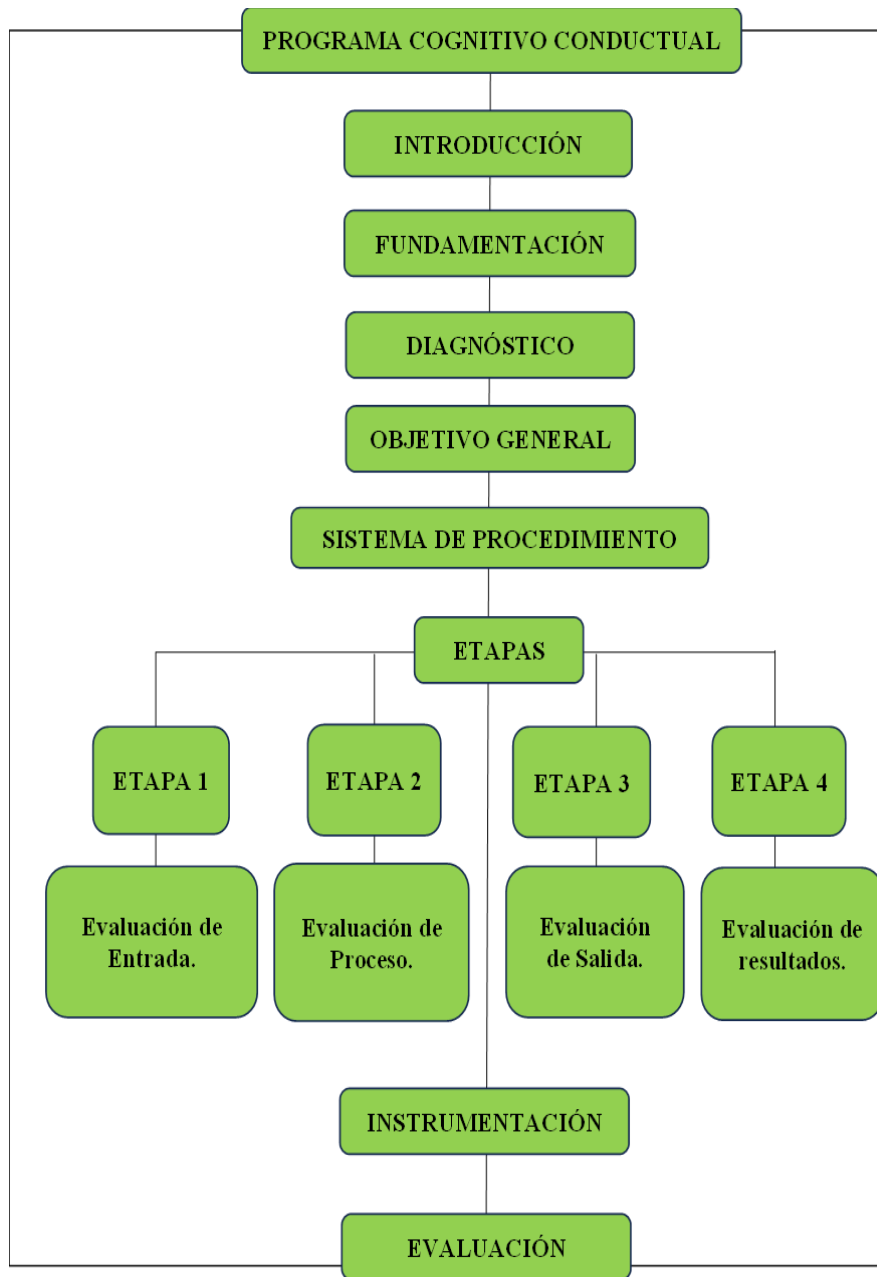 PROGRAMA COGNITIVO CONDUCTUAL
INTRODUCCIÓN
FUNDAMENTACIÓN
DIAGNÓSTICO
OBJETIVO GENERAL
SISTEMA DE PROCEDIMIENTO
ETAPAS
ETAPA 1
ETAPA 2
ETAPA 3
ETAPA 4
Evaluación de
Entrada.
Evaluación de
Proceso.
Evaluación
de Salida.
Evaluación de
resultados.
INSTRUMENTACIÓN
EVALUACIÓN